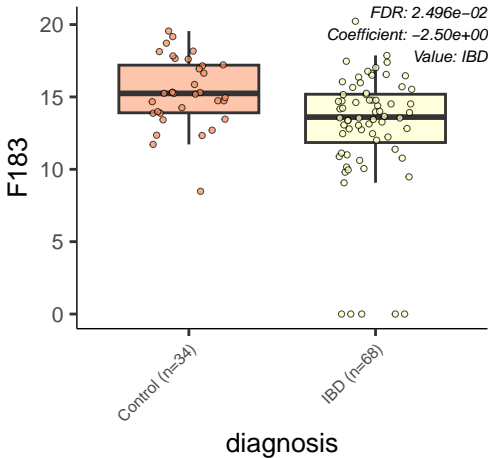 FDR: 2.496e−02
Coefficient: −2.50e+00
Value: IBD
20
15
10
5
0
F183
Control (n=34)
IBD (n=68)
diagnosis